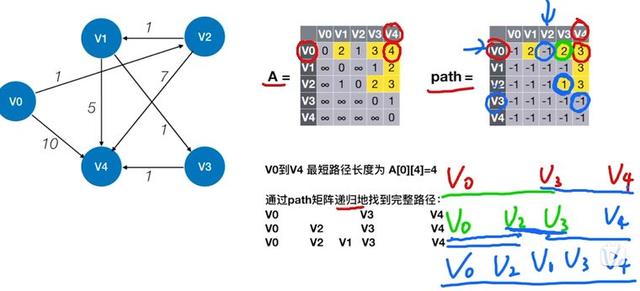 V0 V1 V2 V3 V4
1
1
5
7
10
1
1
A =
V0 V1 V2 V3 V4
V0 0 2 1 3 4
V1 ∞ 0 ∞ 1 2
V2 ∞ 1 0 2 3
V3 ∞ ∞ ∞ 0 1
V4 ∞ ∞ ∞ ∞ 0
path =
V0 V1 V2 V3 V4
V0 -1 2 -1 2 3
V1 -1 -1 -1 -1 3
V2 -1 -1 -1 1 3
V3 -1 -1 -1 -1 -1
V4 -1 -1 -1 -1 -1
V0到V4 最短路径长度为 A[0][4]=4
通过path矩阵递归地找到完整路径:
V0 V3 V4
V0 V2 V3 V4
V0 V2 V1 V3 V4
V0 V3 V4
V0 V2 V3 V4
V0 V2 V1 V3 V4